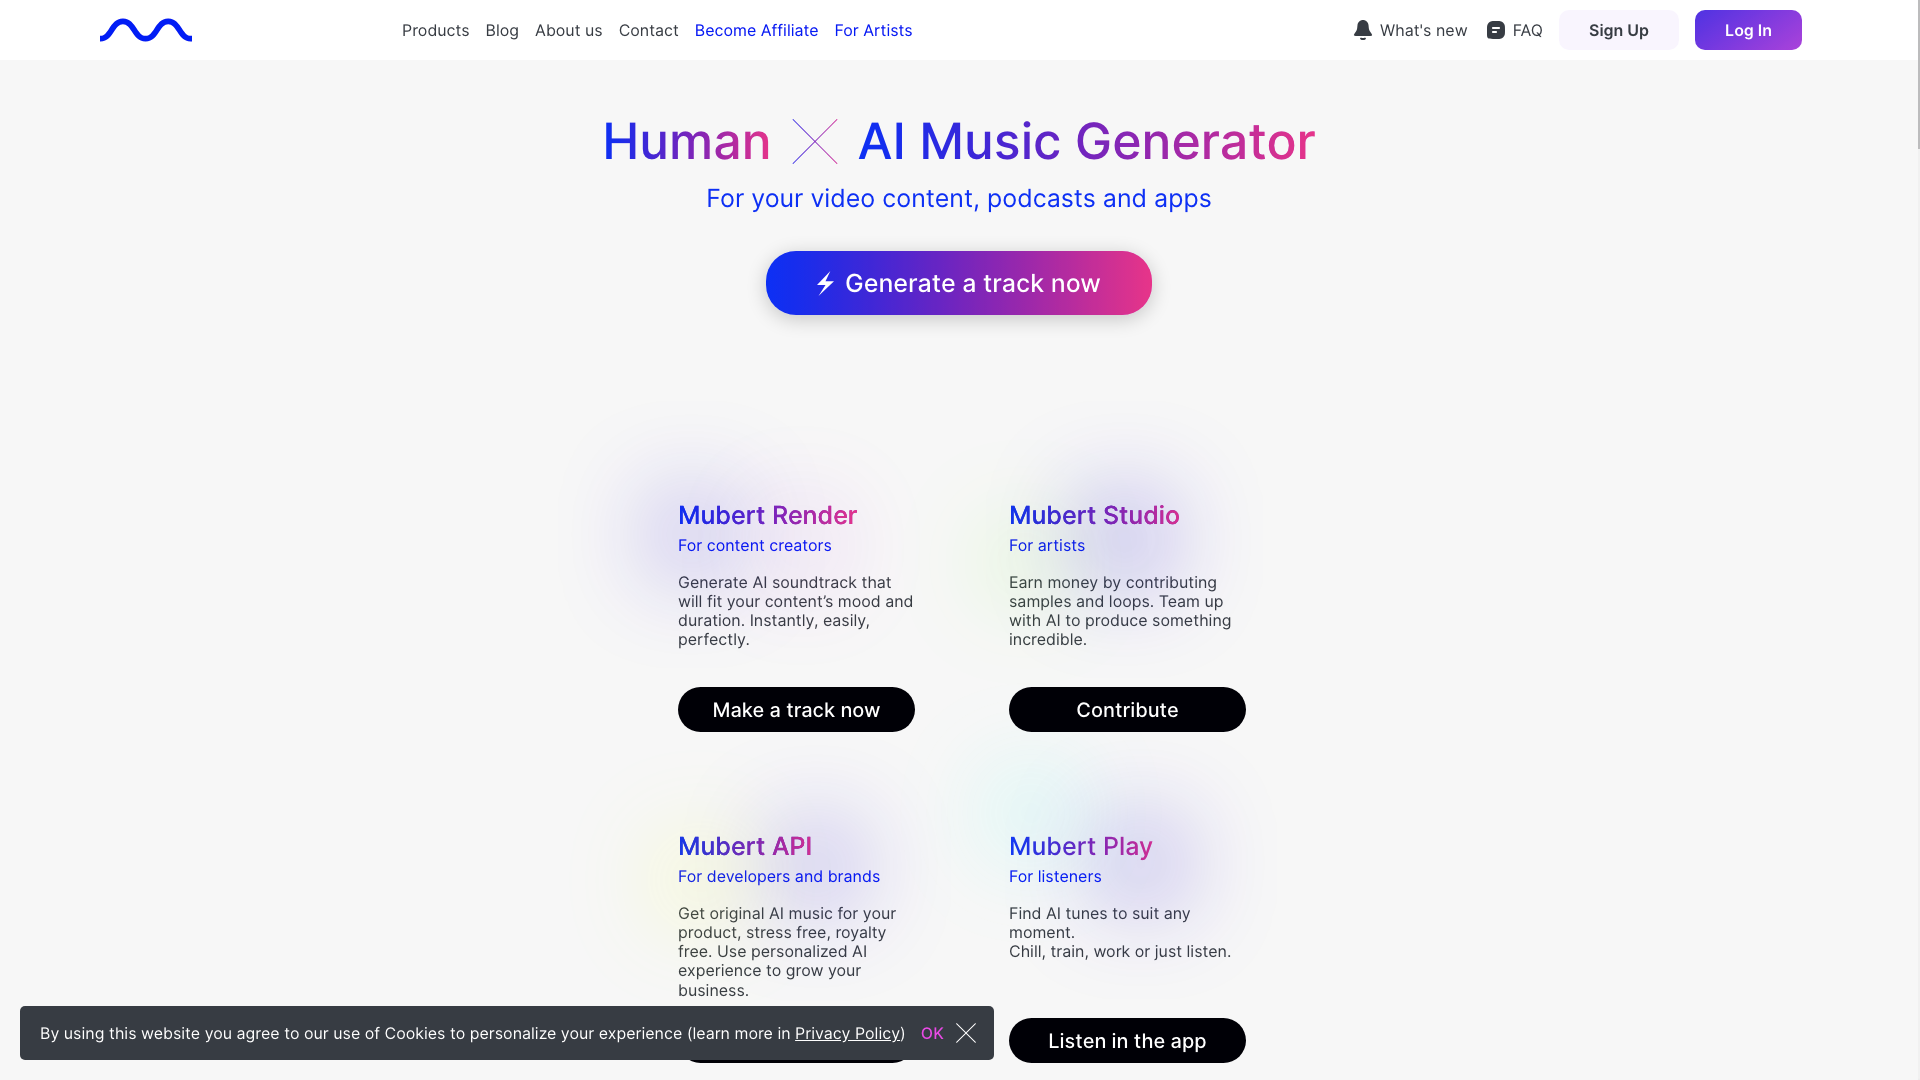 Products Blog About us Contact Become Affiliate For Artists What's new FAQ Sign Up Log In
Human AI Music Generator
For your video content, podcasts and apps
Generate a track now
Mubert Render
For content creators
Generate AI soundtrack that
will fit your content’s mood and
duration. Instantly, easily,
perfectly.
Make a track now
Mubert Studio
For artists
Earn money by contributing
samples and loops. Team up
with AI to produce something
incredible.
Contribute
Mubert API
For developers and brands
Get original AI music for your
product, stress free, royalty
free. Use personalized AI
experience to grow your
business.
Mubert Play
For listeners
Find AI tunes to suit any
moment.
Chill, train, work or just listen.
Listen in the app
By using this website you agree to our use of Cookies to personalize your experience (learn more in Privacy Policy) OK